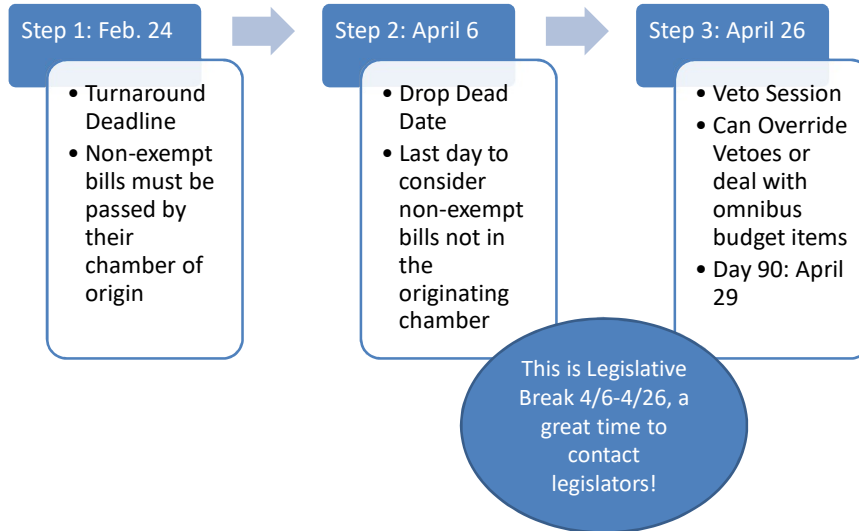 Step 1: Feb. 24
• Turnaround
Deadline
• Non-exempt
bills must be
passed by
their
chamber of
origin
Step 2: April 6
• Drop Dead
Date
• Last day to
consider
non-exempt
bills not in
the
originating
chamber
Step 3: April 26
• Veto Session
• Can Override
Vetoes or
deal with
omnibus
budget items
• Day 90: April
29
This is Legislative
Break 4/6-4/26, a
great time to
contact
legislators!